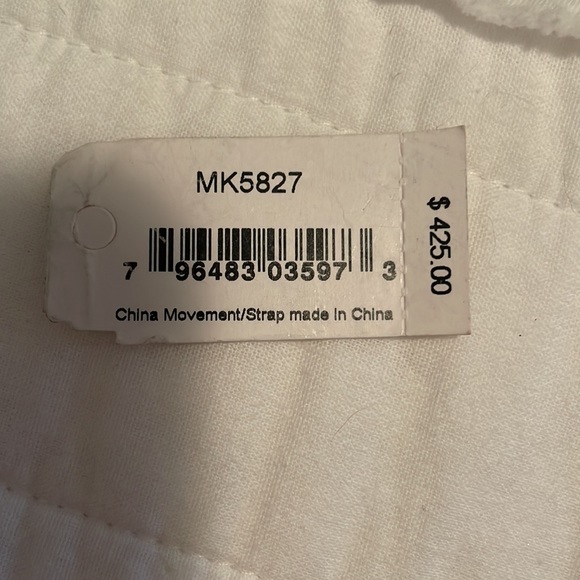 MK5827
7 96483 03597 3
China Movement/Strap made in China
$ 425.00